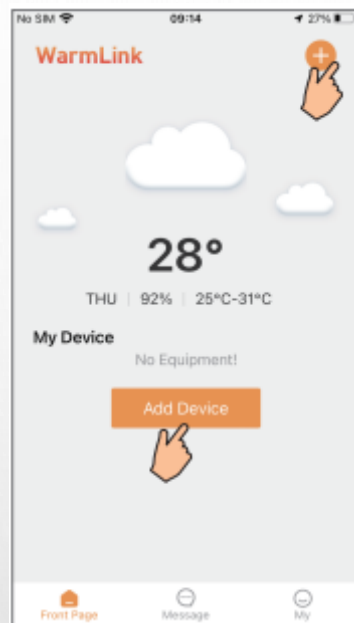 No SIM 09:14 27%
WarmLink
28°
THU | 92% | 25°C-31°C
My Device
No Equipment!
Add Device
Front Page Message My